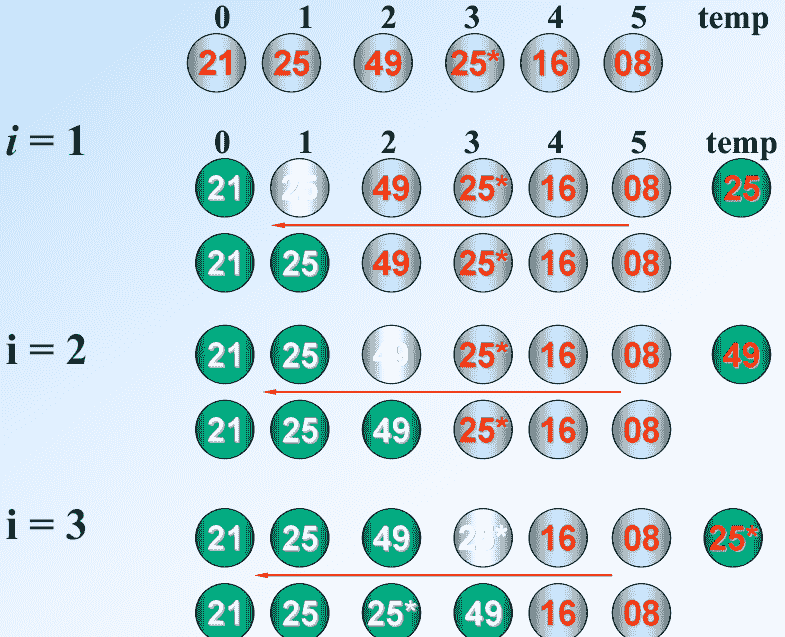 0 1 2 3 4 5 temp
21 25 49 25* 16 08
i = 1 0 1 2 3 4 5 temp
21 25 49 25* 16 08 25
21 25 49 25* 16 08
i = 2
21 25 49 25* 16 08 49
21 25 49 25* 16 08
i = 3
21 25 49 25* 16 08 25*
21 25 25* 49 16 08